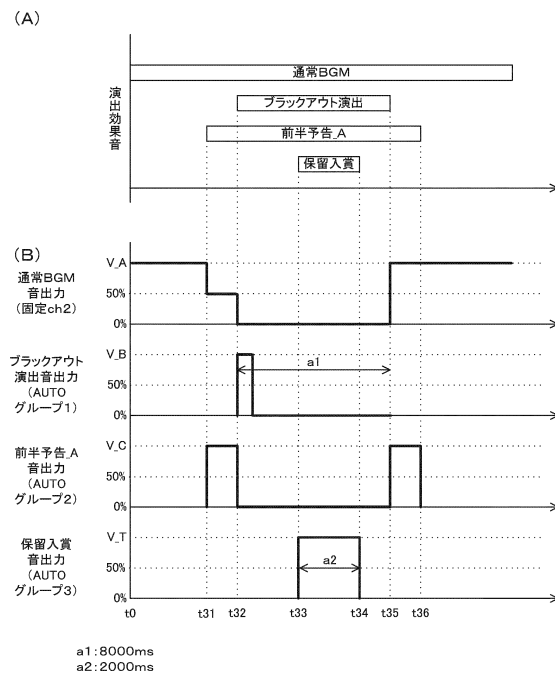 (A)
演出効果音
通常BGM
ブラックアウト演出
前半予告_A
保留入賞
(B)
通常BGM
音出力
(固定ch2)
V_A
50%
0%
ブラックアウト
演出音出力
(AUTO
グループ1)
V_B
50%
0%
a1
前半予告_A
音出力
(AUTO
グループ2)
V_C
50%
0%
保留入賞
音出力
(AUTO
グループ3)
V_T
50%
0%
a2
t0 t31 t32 t33 t34 t35 t36
a1:8000ms
a2:2000ms